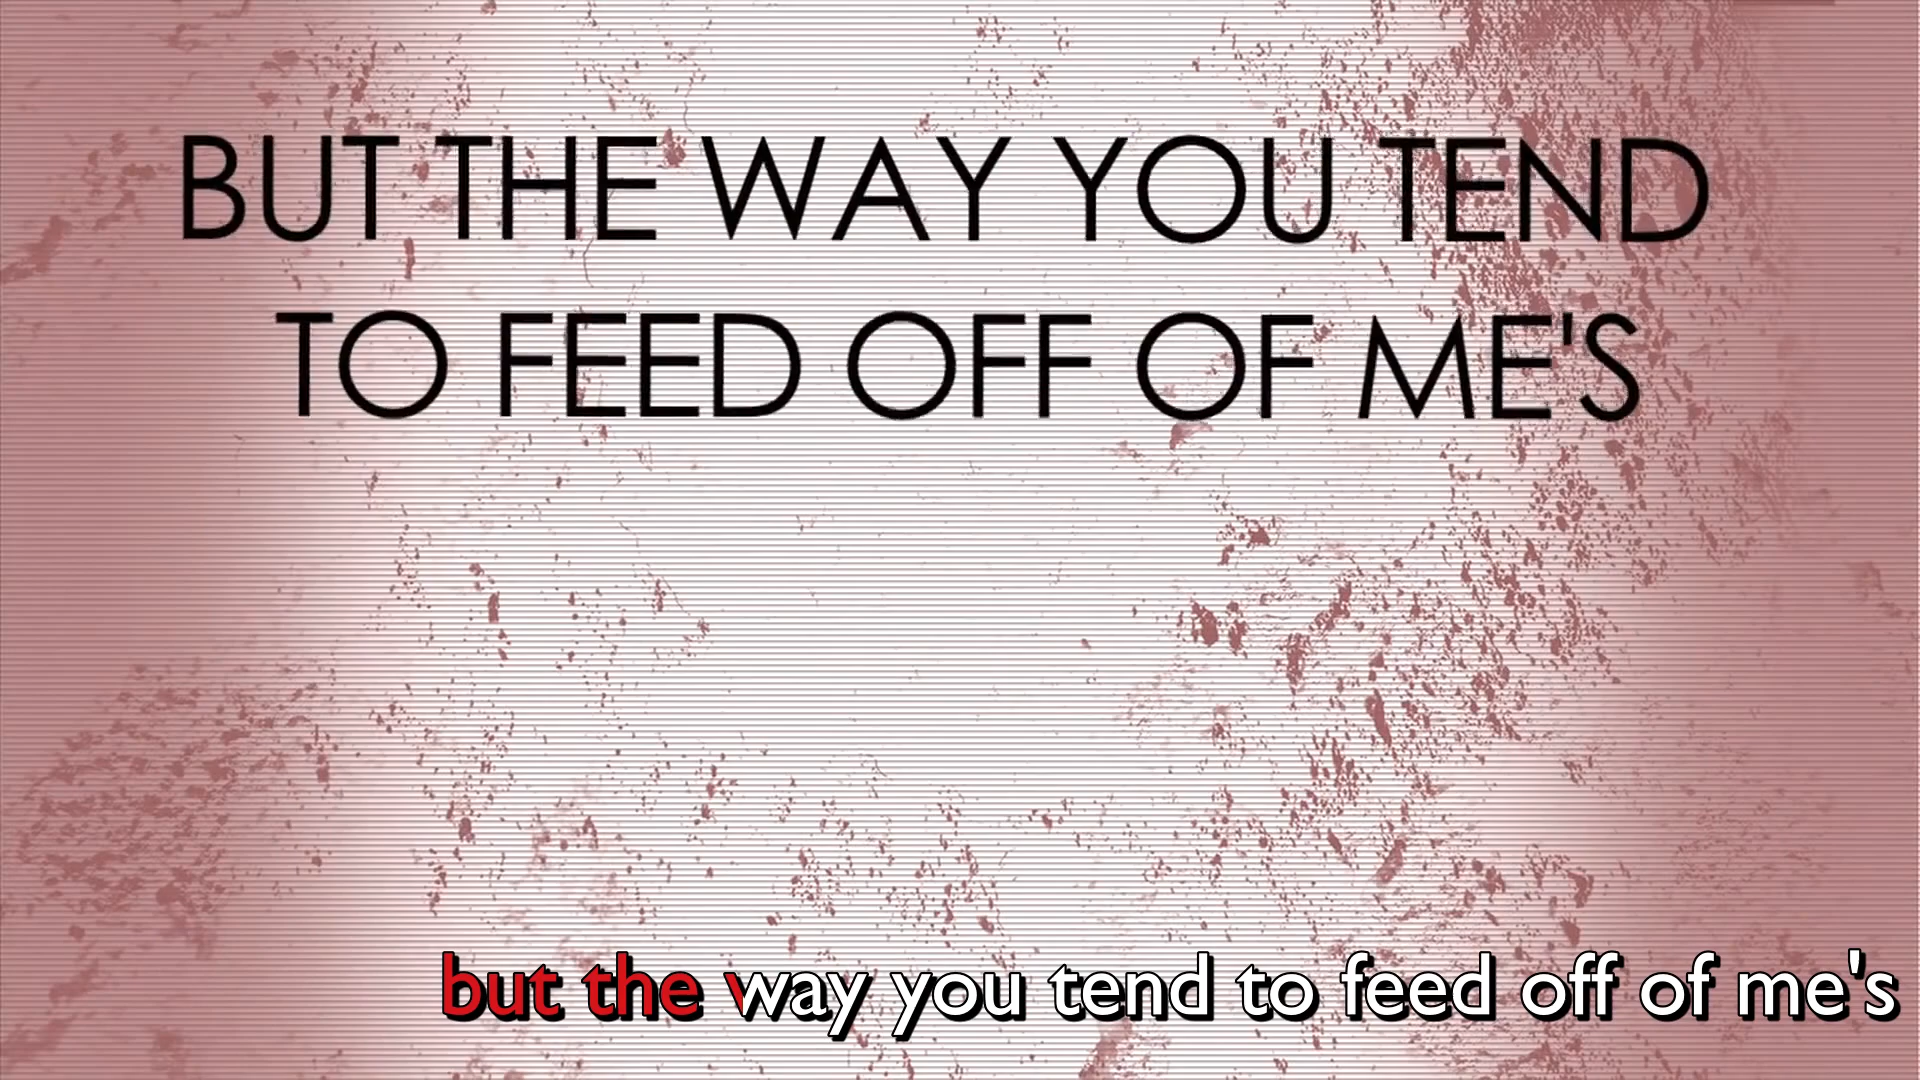 BUT THE WAY YOU TEND
TO FEED OFF OF ME'S
but the way you tend to feed off of me's